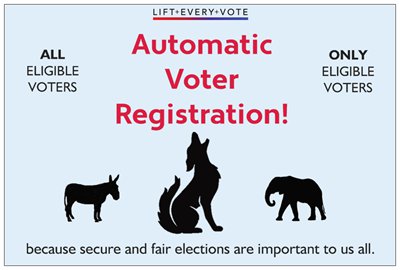 LIFT+EVERY+VOTE
Automatic
Voter
Registration!
ALL
ELIGIBLE
VOTERS
ONLY
ELIGIBLE
VOTERS
because secure and fair elections are important to us all.